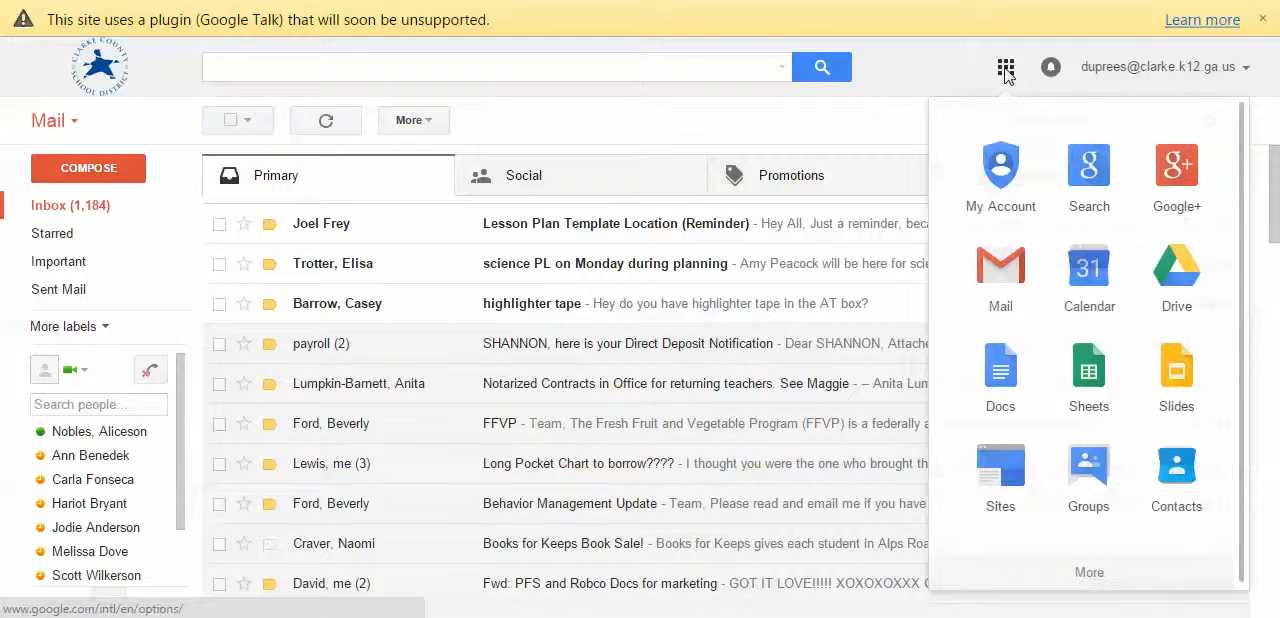 This site uses a plugin (Google Talk) that will soon be unsupported.
Learn more
×
CLARKE COUNTY
SCHOOL DISTRICT
duprees@clarke.k12.ga.us
Mail
More
COMPOSE
Primary
Social
Promotions
Inbox (1,184)
Starred
Important
Sent Mail
More labels
Search people...
Nobles, Aliceson
Ann Benedek
Carla Fonseca
Hariot Bryant
Jodie Anderson
Melissa Dove
Scott Wilkerson
Joel Frey Lesson Plan Template Location (Reminder) - Hey All, Just a reminder, beca
Trotter, Elisa science PL on Monday during planning - Amy Peacock will be here for scie
Barrow, Casey highlighter tape - Hey do you have highlighter tape in the AT box?
payroll (2) SHANNON, here is your Direct Deposit Notification - Dear SHANNON, Attache
Lumpkin-Barnett, Anita Notarized Contracts in Office for returning teachers. See Maggie - – Anita Lum
Ford, Beverly FFVP - Team, The Fresh Fruit and Vegetable Program (FFVP) is a federally a
Lewis, me (3) Long Pocket Chart to borrow???? - I thought you were the one who brought th
Ford, Beverly Behavior Management Update - Team, Please read and email me if you have
Craver, Naomi Books for Keeps Book Sale! - Books for Keeps gives each student in Alps Roa
David, me (2) Fwd: PFS and Robco Docs for marketing - GOT IT LOVE!!!!! XOXOXOXXX
My Account
g
Search
g+
Google+
Mail
31
Calendar
Drive
Docs
Sheets
Slides
Sites
Groups
Contacts
More
www.google.com/intl/en/options/